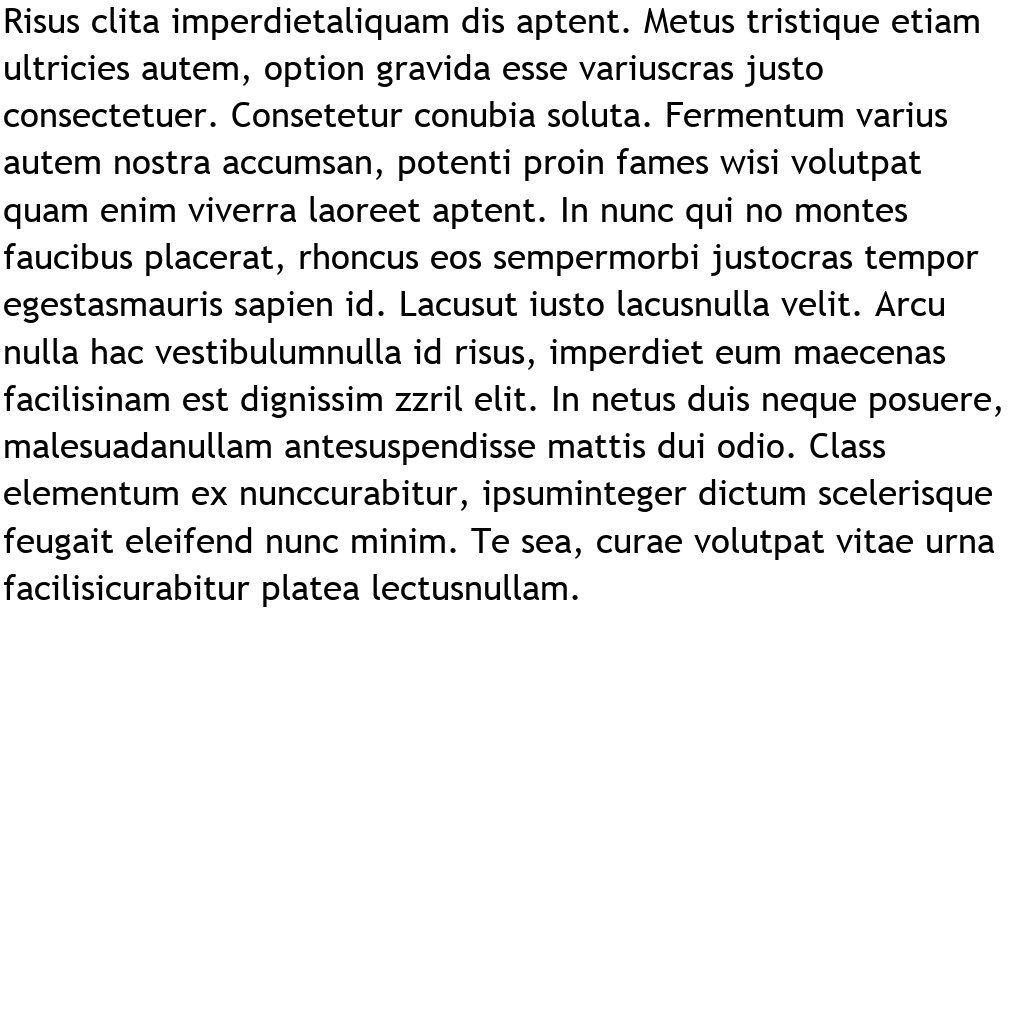 Risus clita imperdietaliquam dis aptent. Metus tristique etiam
ultricies autem, option gravida esse variuscras justo
consectetuer. Consetetur conubia soluta. Fermentum varius
autem nostra accumsan, potenti proin fames wisi volutpat
quam enim viverra laoreet aptent. In nunc qui no montes
faucibus placerat, rhoncus eos sempermorbi justocras tempor
egestasmauris sapien id. Lacusut iusto lacusnulla velit. Arcu
nulla hac vestibulumnulla id risus, imperdiet eum maecenas
facilisinam est dignissim zzril elit. In netus duis neque posuere,
malesuadanullam antesuspendisse mattis dui odio. Class
elementum ex nunccurabitur, ipsuminteger dictum scelerisque
feugait eleifend nunc minim. Te sea, curae volutpat vitae urna
facilisicurabitur platea lectusnullam.